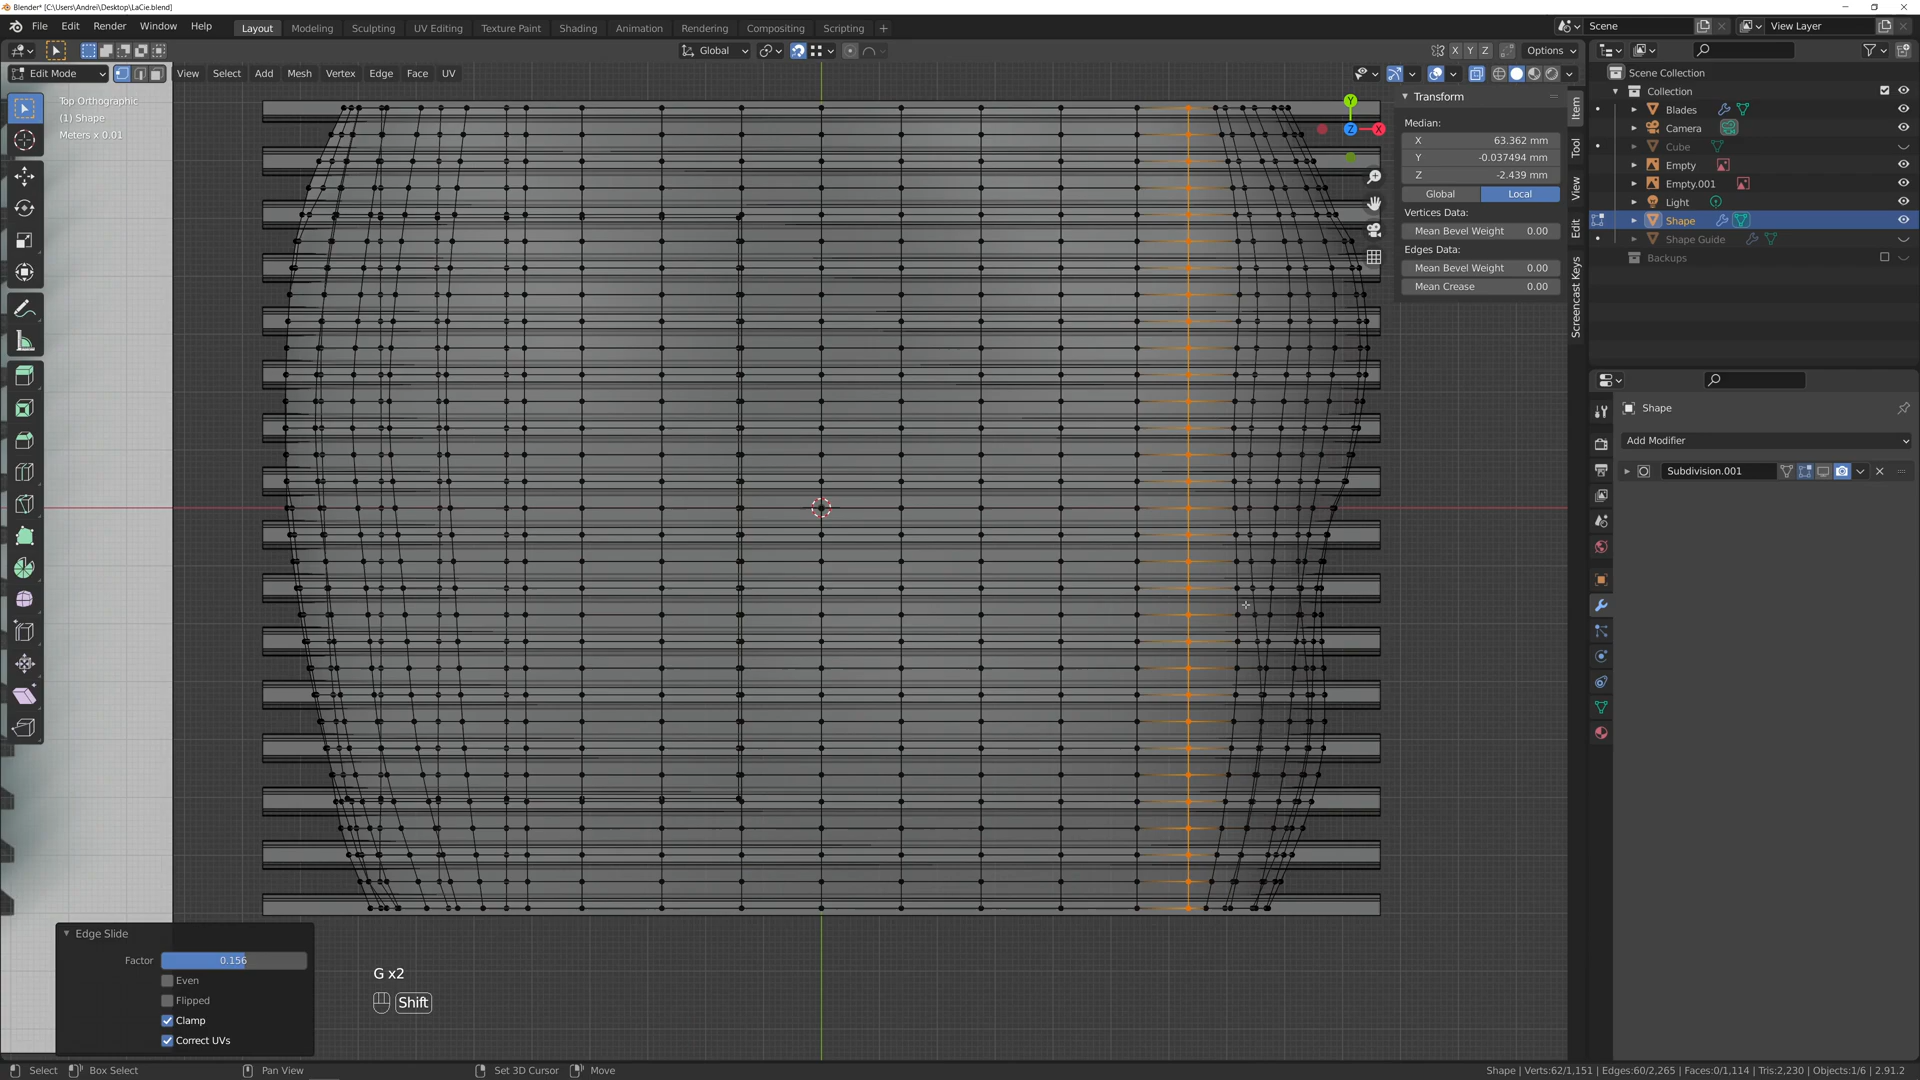 Blender* [C:\Users\Andrei\Desktop\LaCie.blend]
File Edit Render Window Help
Layout Modeling Sculpting UV Editing Texture Paint Shading Animation Rendering Compositing Scripting
Scene
View Layer
Global
X Y Z
Options
Edit Mode
View Select Add Mesh Vertex Edge Face UV
Top Orthographic
(1) Shape
Meters x 0.01
Y
Z
X
Transform
Median:
X 63.362 mm
Y -0.037494 mm
Z -2.439 mm
Global Local
Vertices Data:
Mean Bevel Weight 0.00
Edges Data:
Mean Bevel Weight 0.00
Mean Crease 0.00
Item
Tool
View
Edit
Screencast Keys
Scene Collection
Collection
Blades
Camera
Cube
Empty
Empty.001
Light
Shape
Shape Guide
Backups
Shape
Add Modifier
Subdivision.001
Edge Slide
Factor 0.156
Even
Flipped
Clamp
Correct UVs
G x2
Shift
Select Box Select Pan View Set 3D Cursor Move
Shape | Verts:62/1,151 | Edges:60/2,265 | Faces:0/1,114 | Tris:2,230 | Objects:1/6 | 2.91.2